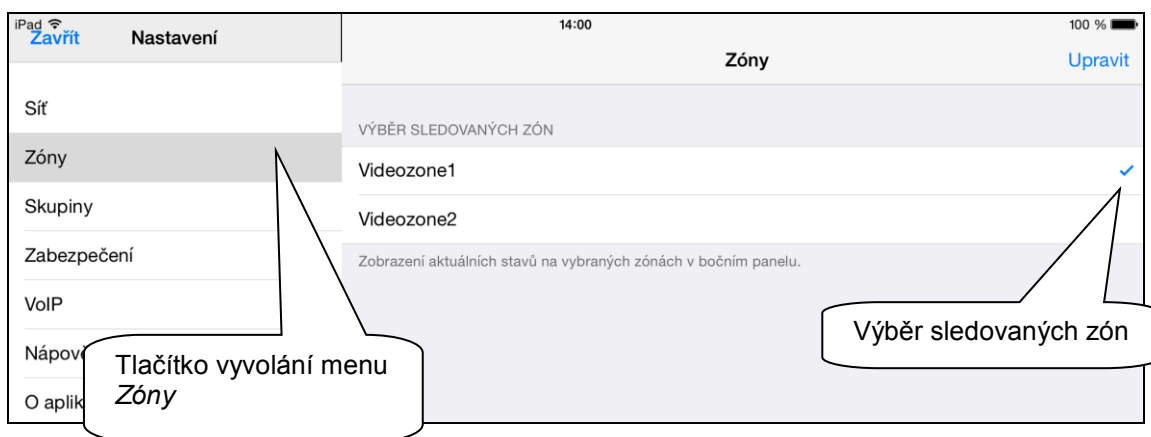 iPad 14:00 100 %
Zavřít Nastavení Zóny Upravit
Síť
VÝBĚR SLEDOVANÝCH ZÓN
Zóny
Videozone1
Skupiny
Videozone2
Zabezpečení
Zobrazení aktuálních stavů na vybraných zónách v bočním panelu.
VoIP
Výběr sledovaných zón
Tlačítko vyvolání menu
Zóny